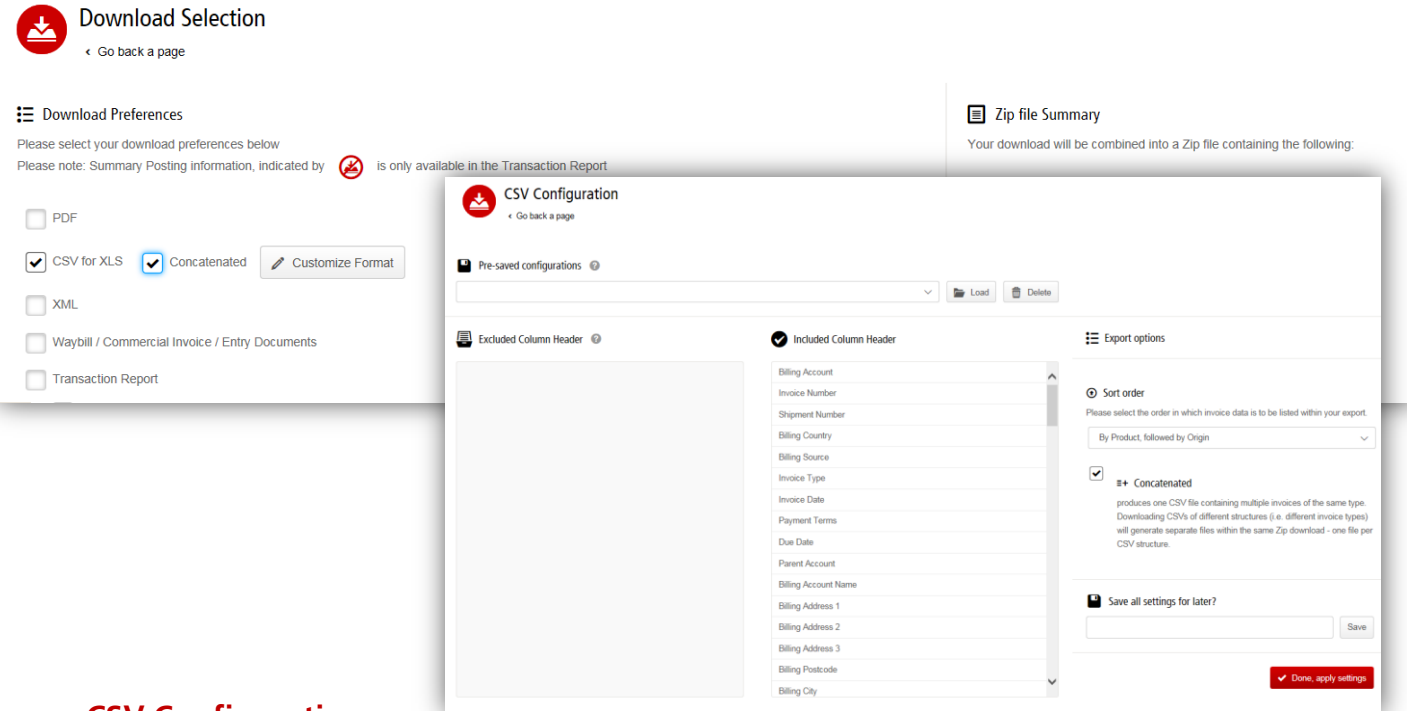 Download Selection
‹ Go back a page
Download Preferences
Please select your download preferences below
Please note: Summary Posting information, indicated by is only available in the Transaction Report
PDF
CSV for XLS Concatenated Customize Format
XML
Waybill / Commercial Invoice / Entry Documents
Transaction Report
Zip file Summary
Your download will be combined into a Zip file containing the following:
CSV Configuration
‹ Go back a page
Pre-saved configurations ?
Load Delete
Excluded Column Header ?
Included Column Header
Billing Account
Invoice Number
Shipment Number
Billing Country
Billing Source
Invoice Type
Invoice Date
Payment Terms
Due Date
Parent Account
Billing Account Name
Billing Address 1
Billing Address 2
Billing Address 3
Billing Postcode
Billing City
Export options
Sort order
Please select the order in which invoice data is to be listed within your export.
By Product, followed by Origin
Concatenated
produces one CSV file containing multiple invoices of the same type.
Downloading CSVs of different structures (i.e. different invoice types)
will generate separate files within the same Zip download - one file per
CSV structure.
Save all settings for later?
Save
Done, apply settings